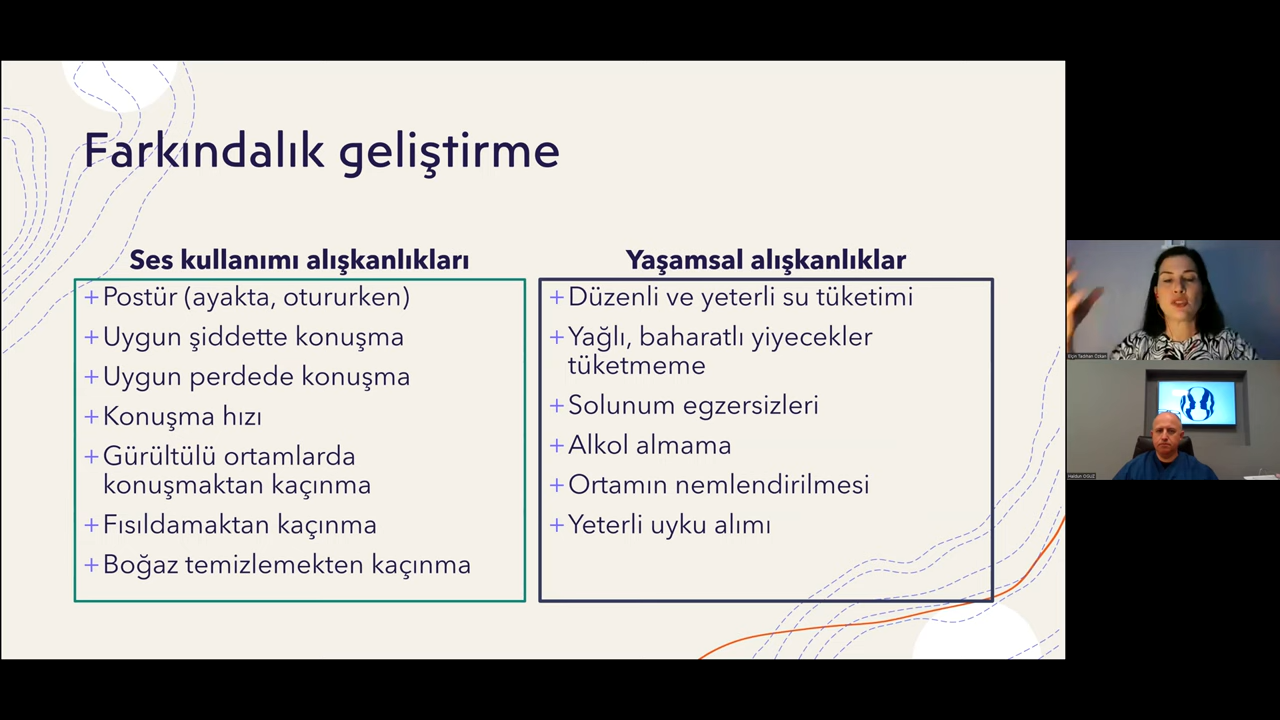 Farkındalık geliştirme
Ses kullanımı alışkanlıkları
+Postür (ayakta, otururken)
+Uygun şiddette konuşma
+Uygun perdede konuşma
+Konuşma hızı
+Gürültülü ortamlarda
konuşmaktan kaçınma
+Fısıldamaktan kaçınma
+Boğaz temizlemekten kaçınma
Yaşamsal alışkanlıklar
+Düzenli ve yeterli su tüketimi
+Yağlı, baharatlı yiyecekler
tüketmeme
+Solunum egzersizleri
+Alkol almama
+Ortamın nemlendirilmesi
+Yeterli uyku alımı
Haldun OĞUZ